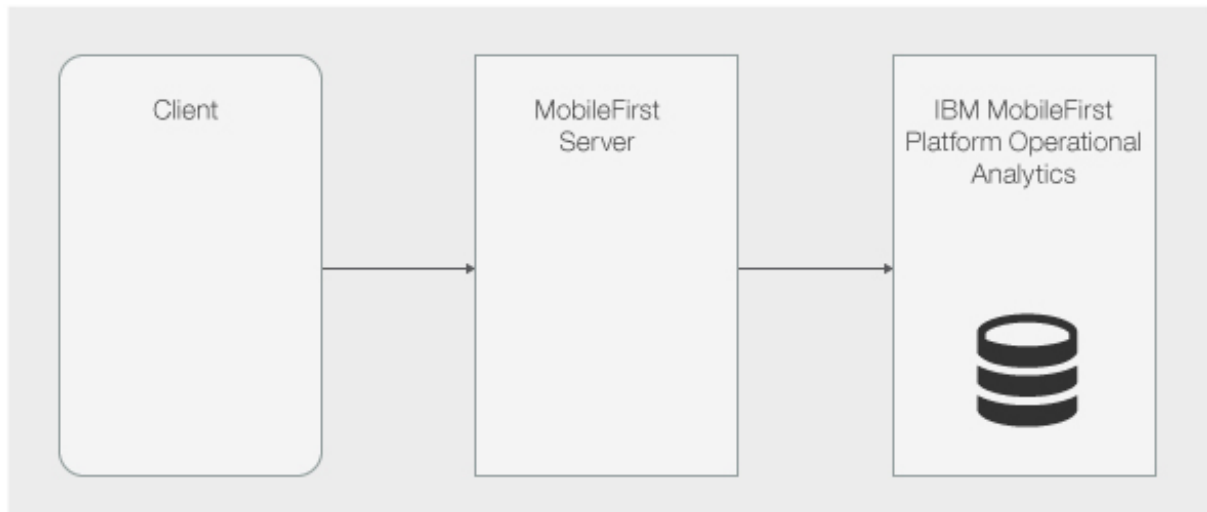 Client
MobileFirst
Server
IBM MobileFirst
Platform Operational
Analytics